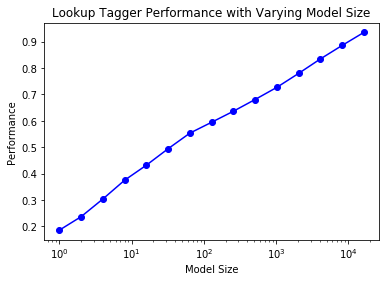 Lookup Tagger Performance with Varying Model Size
0.9
0.8
0.7
0.6
0.5
0.4
0.3
0.2
Performance
10⁰ 10¹ 10² 10³ 10⁴
Model Size